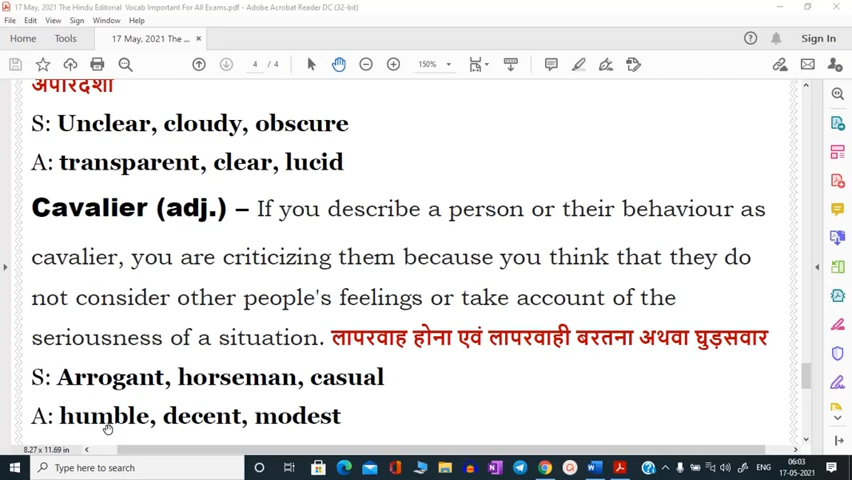 17 May, 2021 The Hindu Editorial Vocab Important For All Exams.pdf - Adobe Acrobat Reader DC (32-bit)
File Edit View Sign Window Help
Home Tools 17 May, 2021 The ... × Sign In
4 / 4 150%
अपारदर्शी
S: Unclear, cloudy, obscure
A: transparent, clear, lucid
Cavalier (adj.) – If you describe a person or their behaviour as
cavalier, you are criticizing them because you think that they do
not consider other people's feelings or take account of the
seriousness of a situation. लापरवाह होना एवं लापरवाही बरतना अथवा घुड़सवार
S: Arrogant, horseman, casual
A: humble, decent, modest
8.27 x 11.69 in
Type here to search ENG 06:03
17-05-2021